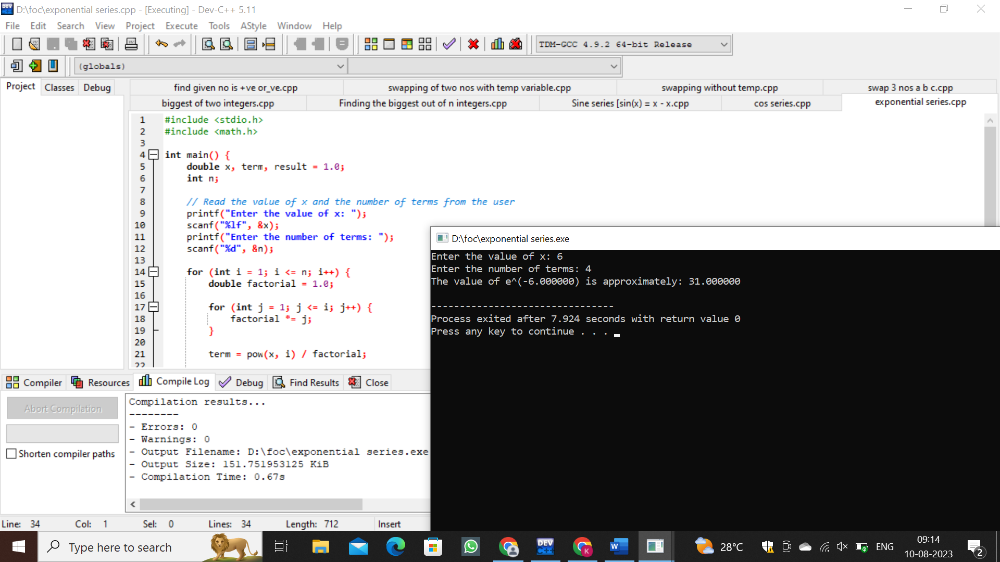 D:\foc\exponential series.cpp - [Executing] - Dev-C++ 5.11
File Edit Search View Project Execute Tools AStyle Window Help
TDM-GCC 4.9.2 64-bit Release
(globals)
Project Classes Debug
find given no is +ve or_ve.cpp swapping of two nos with temp variable.cpp swapping without temp.cpp swap 3 nos a b c.cpp
biggest of two integers.cpp Finding the biggest out of n integers.cpp Sine series [sin(x) = x - x.cpp cos series.cpp exponential series.cpp
1 #include <stdio.h>
2 #include <math.h>
3
4 int main() {
5 double x, term, result = 1.0;
6 int n;
7
8 // Read the value of x and the number of terms from the user
9 printf("Enter the value of x: ");
10 scanf("%lf", &x);
11 printf("Enter the number of terms: ");
12 scanf("%d", &n);
13
14 for (int i = 1; i <= n; i++) {
15 double factorial = 1.0;
16
17 for (int j = 1; j <= i; j++) {
18 factorial *= j;
19 }
20
21 term = pow(x, i) / factorial;
22
D:\foc\exponential series.exe
Enter the value of x: 6
Enter the number of terms: 4
The value of e^(-6.000000) is approximately: 31.000000
--------------------------------
Process exited after 7.924 seconds with return value 0
Press any key to continue . . .
Compiler Resources Compile Log Debug Find Results Close
Abort Compilation
Shorten compiler paths
Compilation results...
--------
- Errors: 0
- Warnings: 0
- Output Filename: D:\foc\exponential series.exe
- Output Size: 151.751953125 KiB
- Compilation Time: 0.67s
Line: 34 Col: 1 Sel: 0 Lines: 34 Length: 712 Insert
Type here to search
DEV C++
K
W
28°C
ENG
09:14
10-08-2023
2